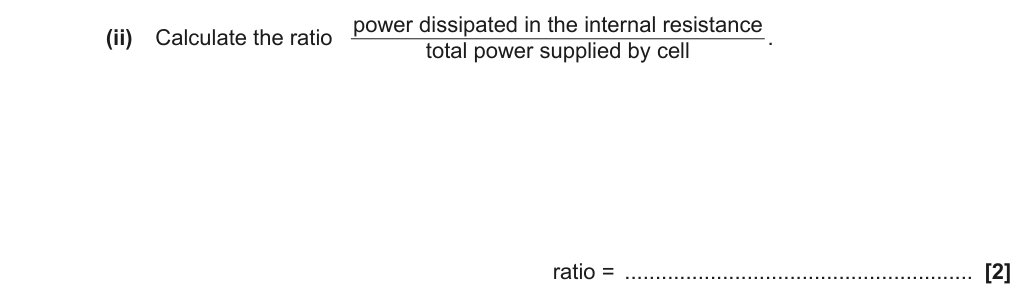 (ii) Calculate the ratio power dissipated in the internal resistance
total power supplied by cell .
ratio = ......................................................... [2]